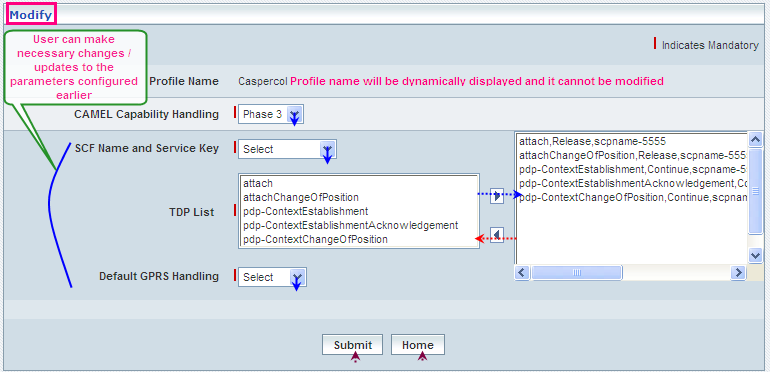 Modify
User can make
necessary changes /
updates to the
parameters configured
earlier
Indicates Mandatory
Profile Name
Caspercol Profile name will be dynamically displayed and it cannot be modified
CAMEL Capability Handling
Phase 3
SCF Name and Service Key
Select
TDP List
attach
attachChangeOfPosition
pdp-ContextEstablishment
pdp-ContextEstablishmentAcknowledgement
pdp-ContextChangeOfPosition
attach,Release,scpname-5555
attachChangeOfPosition,Release,scpname-555
pdp-ContextEstablishment,Continue,scpname-5
pdp-ContextEstablishmentAcknowledgement,Co
pdp-ContextChangeOfPosition,Continue,scpnam
Default GPRS Handling
Select
Submit
Home